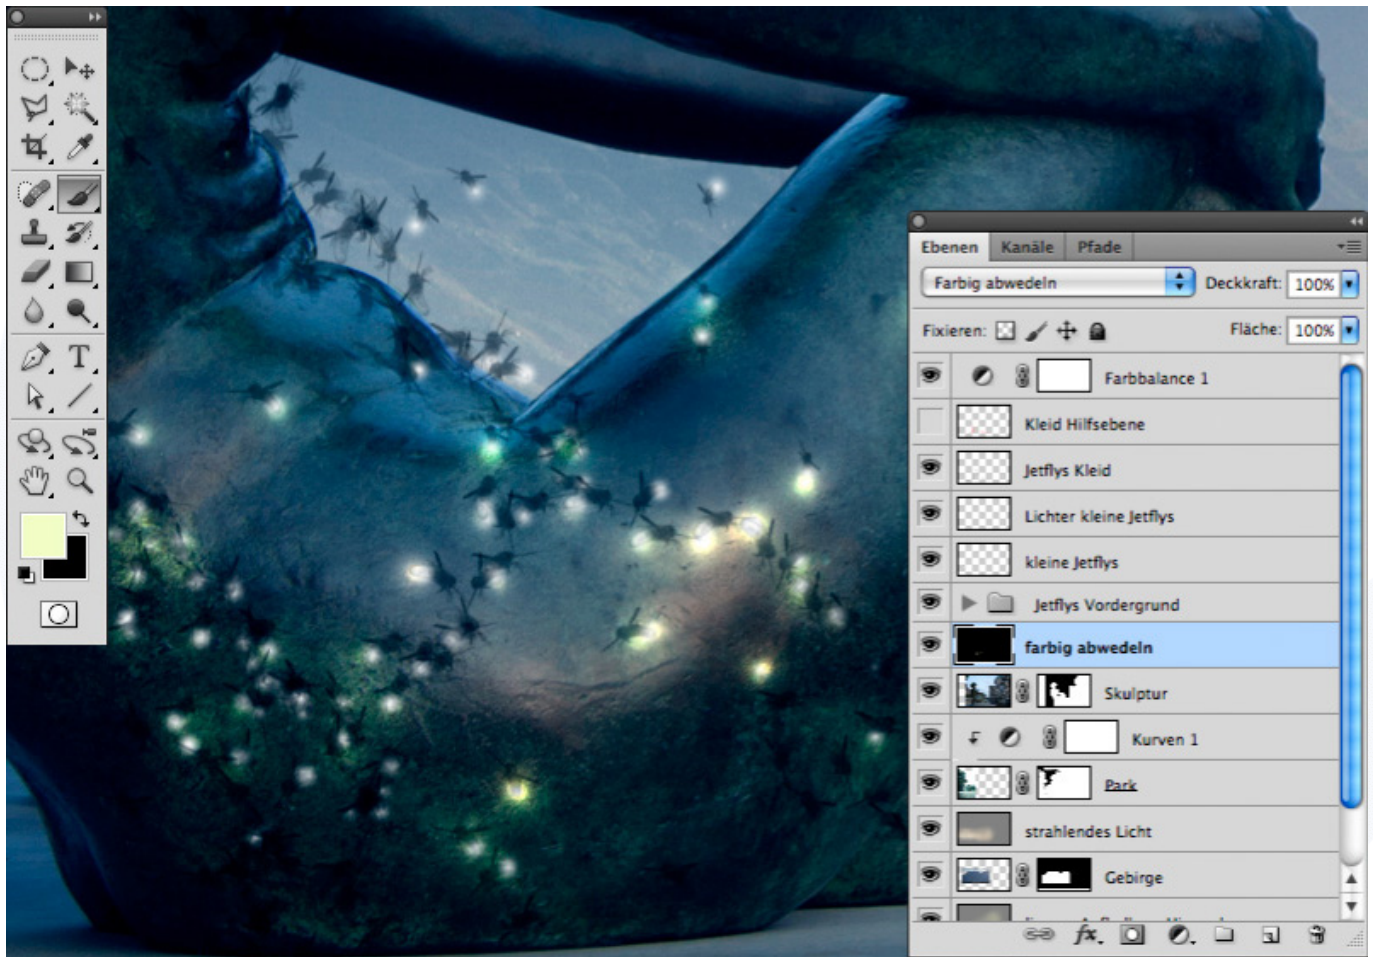 T
Ebenen Kanäle Pfade
Farbig abwedeln Deckkraft: 100%
Fixieren: Fläche: 100%
Farbbalance 1
Kleid Hilfsebene
Jetflys Kleid
Lichter kleine Jetflys
kleine Jetflys
Jetflys Vordergrund
farbig abwedeln
Skulptur
Kurven 1
Park
strahlendes Licht
Gebirge
fx.